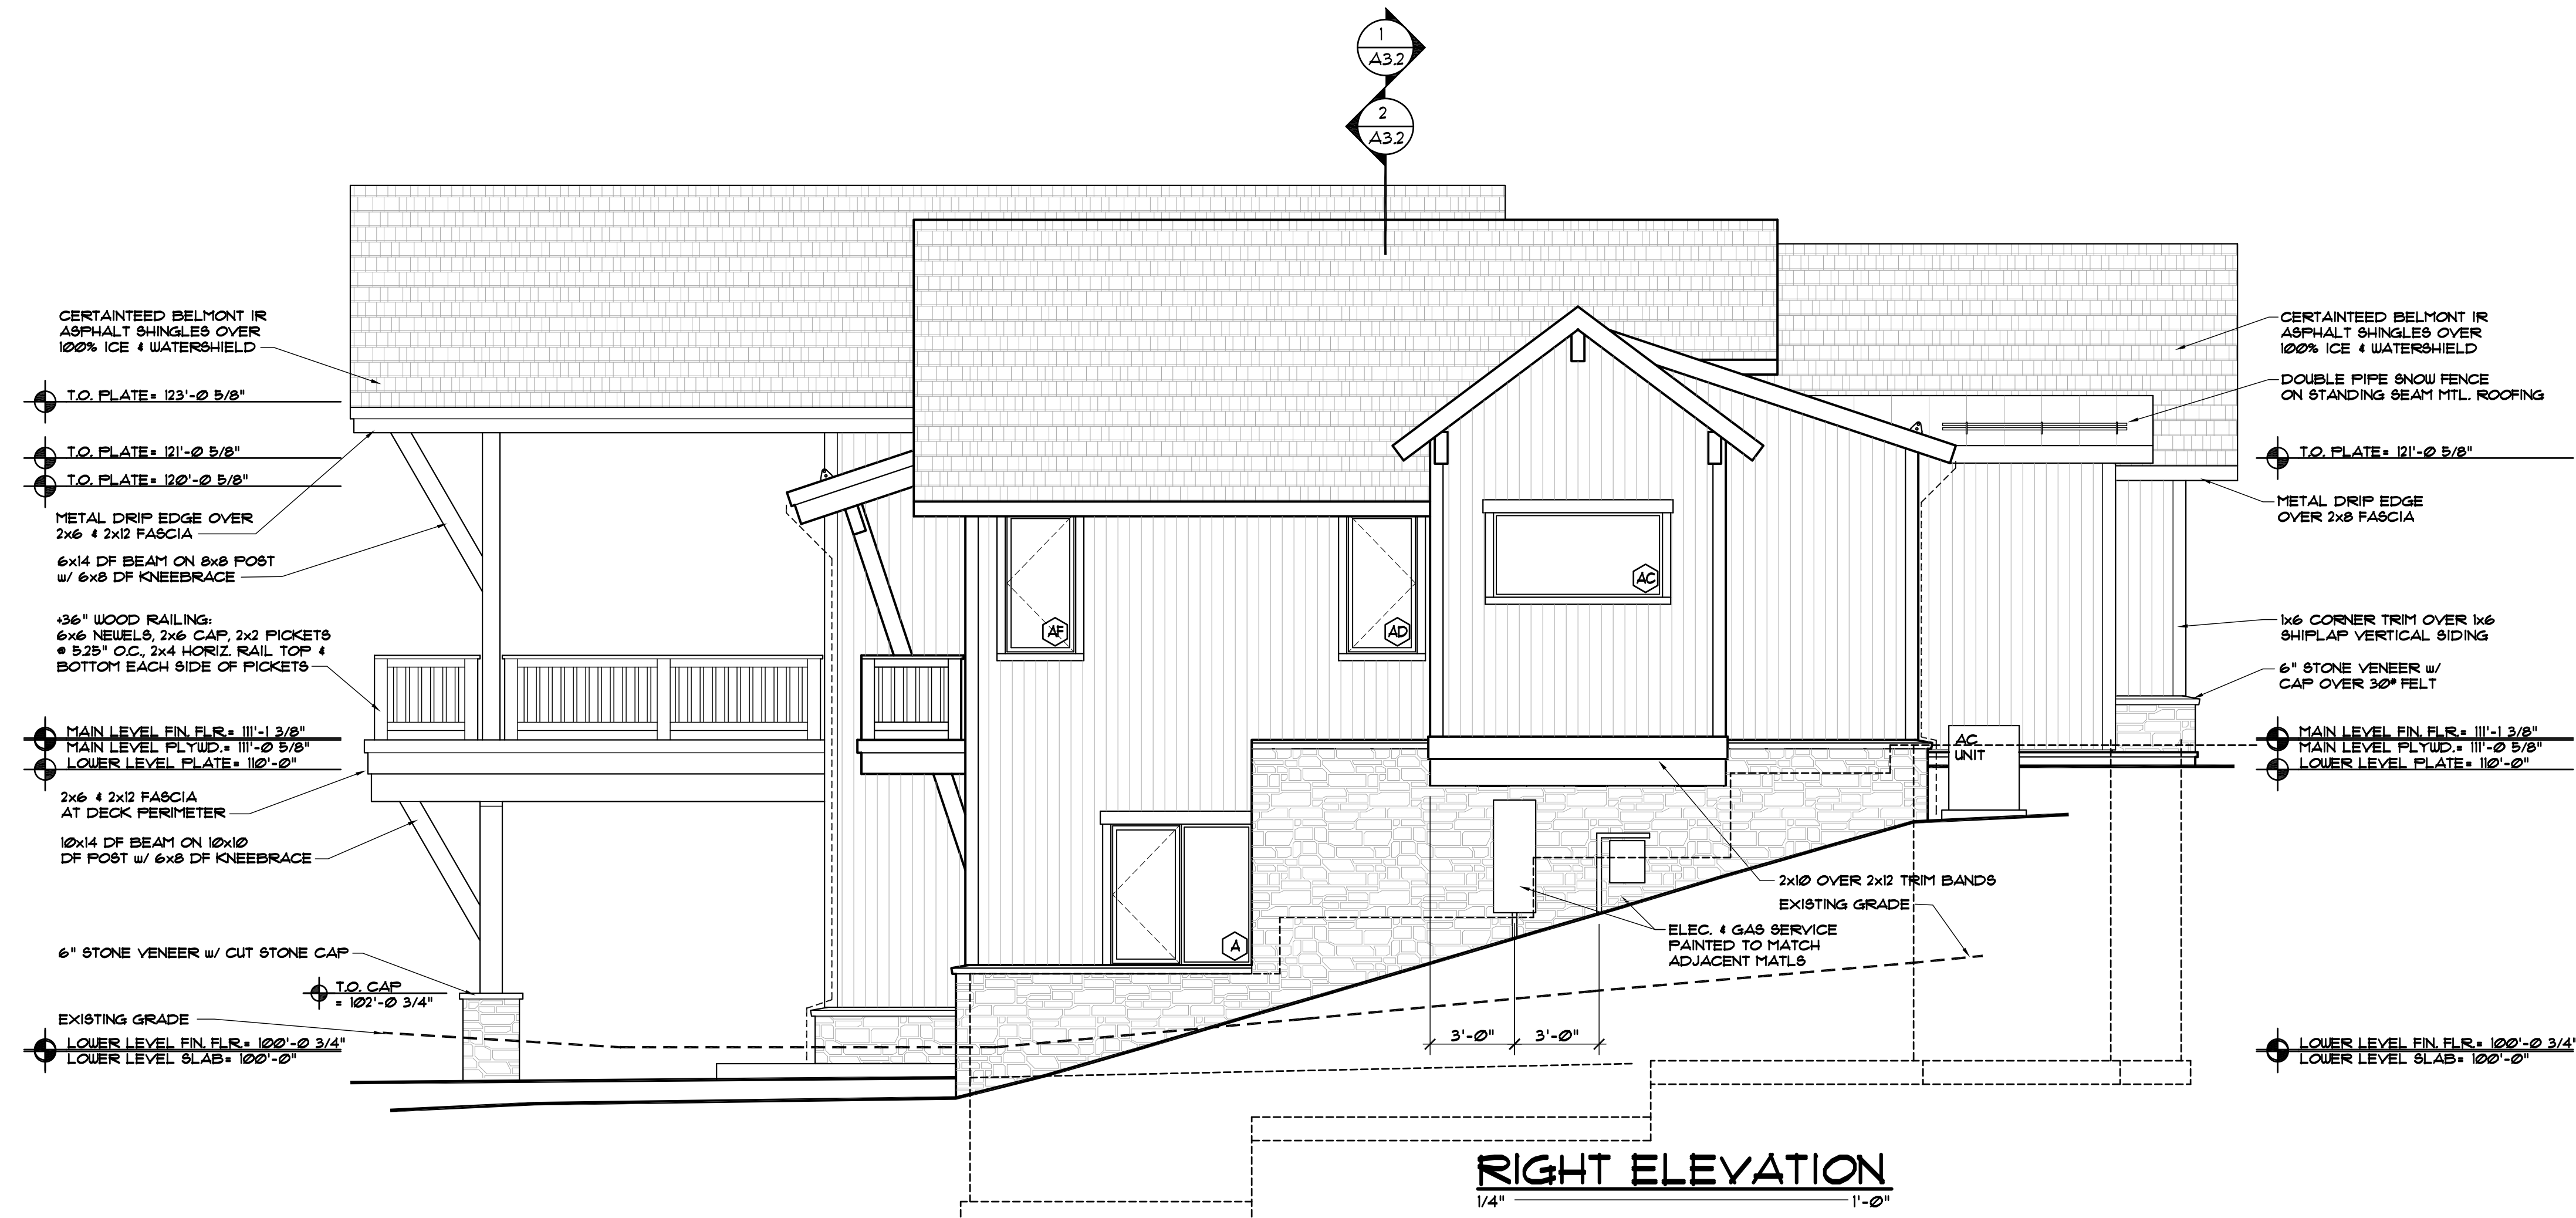 1
A3.2
2
A3.2
CERTAINTEED BELMONT IR
ASPHALT SHINGLES OVER
100% ICE & WATERSHIELD
T.O. PLATE= 123'-0 5/8"
T.O. PLATE= 121'-0 5/8"
T.O. PLATE= 120'-0 5/8"
METAL DRIP EDGE OVER
2x6 & 2x12 FASCIA
6x14 DF BEAM ON 8x8 POST
w/ 6x8 DF KNEEBRACE
+36" WOOD RAILING:
6x6 NEWELS, 2x6 CAP, 2x2 PICKETS
@ 5.25" O.C., 2x4 HORIZ. RAIL TOP &
BOTTOM EACH SIDE OF PICKETS
MAIN LEVEL FIN. FLR.= 111'-1 3/8"
MAIN LEVEL PLYWD.= 111'-0 5/8"
LOWER LEVEL PLATE= 110'-0"
2x6 & 2x12 FASCIA
AT DECK PERIMETER
10x14 DF BEAM ON 10x10
DF POST w/ 6x8 DF KNEEBRACE
6" STONE VENEER w/ CUT STONE CAP
T.O. CAP
= 102'-0 3/4"
EXISTING GRADE
LOWER LEVEL FIN. FLR.= 100'-0 3/4"
LOWER LEVEL SLAB= 100'-0"
AF
AD
AC
A
AC
UNIT
2x10 OVER 2x12 TRIM BANDS
EXISTING GRADE
ELEC. & GAS SERVICE
PAINTED TO MATCH
ADJACENT MATLS
3'-0"
3'-0"
CERTAINTEED BELMONT IR
ASPHALT SHINGLES OVER
100% ICE & WATERSHIELD
DOUBLE PIPE SNOW FENCE
ON STANDING SEAM MTL. ROOFING
T.O. PLATE= 121'-0 5/8"
METAL DRIP EDGE
OVER 2x8 FASCIA
1x6 CORNER TRIM OVER 1x6
SHIPLAP VERTICAL SIDING
6" STONE VENEER w/
CAP OVER 30# FELT
MAIN LEVEL FIN. FLR.= 111'-1 3/8"
MAIN LEVEL PLYWD.= 111'-0 5/8"
LOWER LEVEL PLATE= 110'-0"
LOWER LEVEL FIN. FLR.= 100'-0 3/4"
LOWER LEVEL SLAB= 100'-0"
RIGHT ELEVATION
1/4" 1'-0"